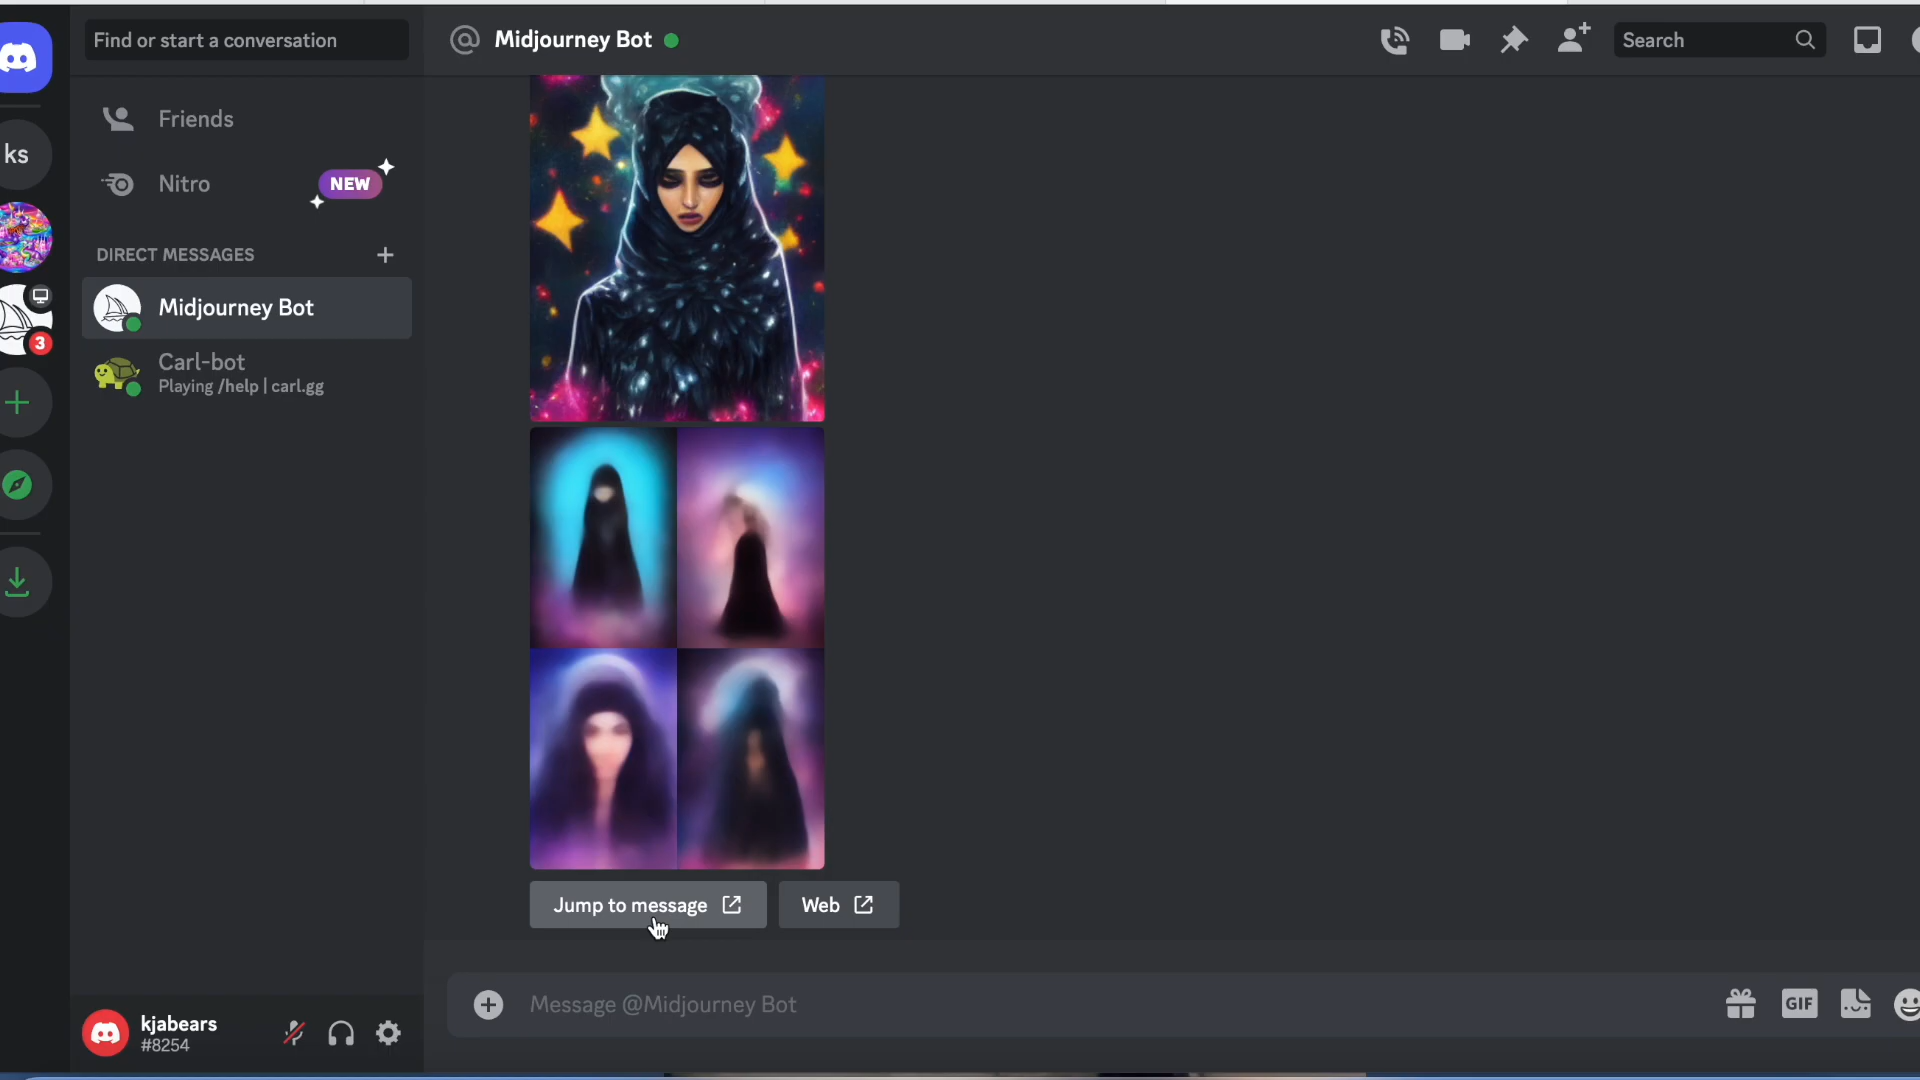 Find or start a conversation
Midjourney Bot
Search
Friends
ks
Nitro
NEW
DIRECT MESSAGES
Midjourney Bot
3
Carl-bot
Playing /help | carl.gg
Jump to message
Web
Message @Midjourney Bot
GIF
kjabears
#8254